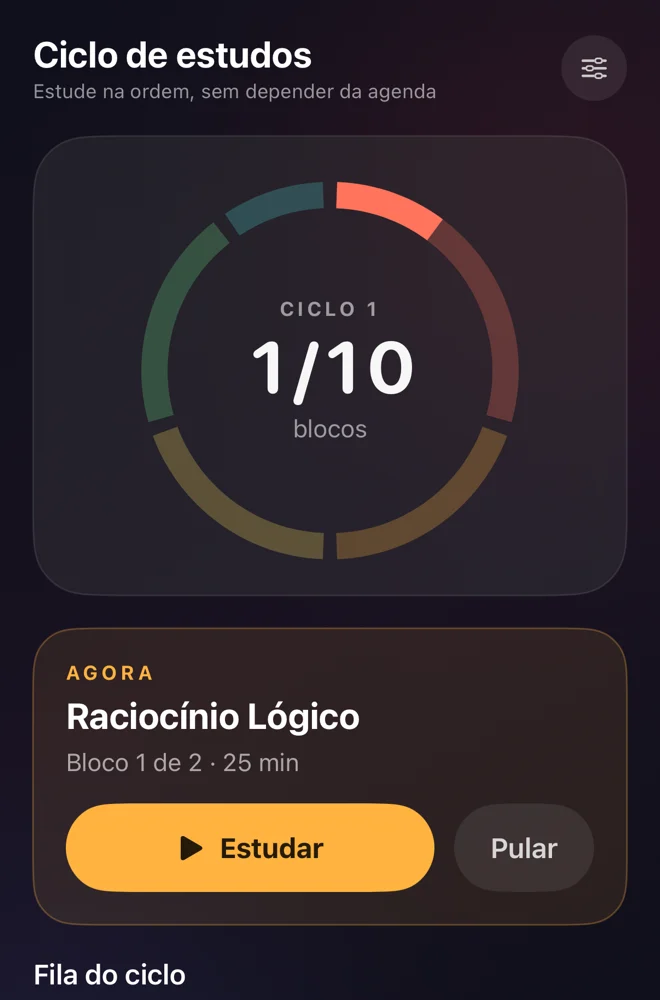 Ciclo de estudos
Estude na ordem, sem depender da agenda
CICLO 1
1/10
blocos
AGORA
Raciocínio Lógico
Bloco 1 de 2 · 25 min
Estudar
Pular
Fila do ciclo